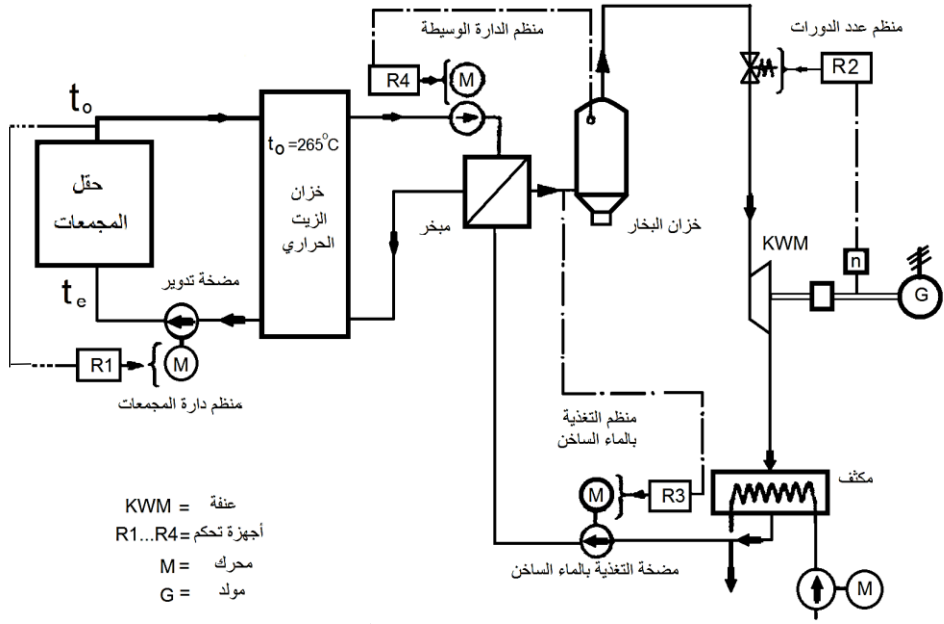 منظم الدارة الوسيطة
R4
M
منظم عدد الدورات
R2
to
to =265°C
حقل
المجمعات
خزان
الزيت
الحراري
مبخر
خزان البخار
KWM
n
G
te
مضخة تدوير
R1
M
منظم دارة المجمعات
منظم التغذية
بالماء الساخن
M
R3
مكثف
مضخة التغذية بالماء الساخن
M
KWM = عنفة
R1...R4= أجهزة تحكم
M = محرك
G = مولد